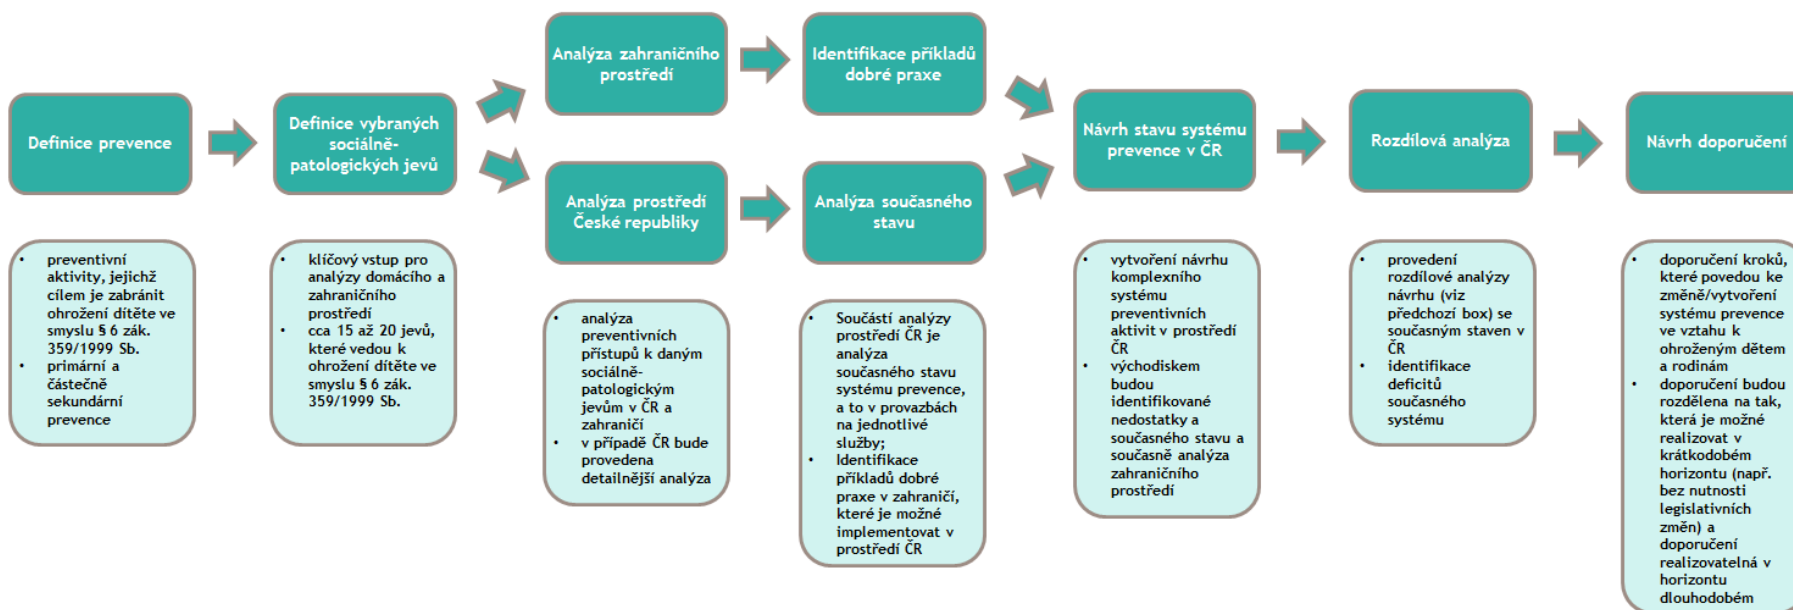 Definice prevence
Definice vybraných
sociálně-
patologických jevů
Analýza zahraničního
prostředí
Identifikace příkladů
dobré praxe
Analýza prostředí
České republiky
Analýza současného
stavu
Návrh stavu systému
prevence v ČR
Rozdílová analýza
Návrh doporučení
• preventivní
aktivity, jejichž
cílem je zabránit
ohrožení dítěte ve
smyslu § 6 zák.
359/1999 Sb.
• primární a
částečně
sekundární
prevence
• klíčový vstup pro
analýzy domácího a
zahraničního
prostředí
• cca 15 až 20 jevů,
které vedou k
ohrožení dítěte ve
smyslu § 6 zák.
359/1999 Sb.
• analýza
preventivních
přístupů k daným
sociálně-
patologickým
jevům v ČR a
zahraničí
• v případě ČR bude
provedena
detailnější analýza
• Součástí analýzy
prostředí ČR je
analýza
současného stavu
systému prevence,
a to v provazbách
na jednotlivé
služby;
• Identifikace
příkladů dobré
praxe v zahraničí,
které je možné
implementovat v
prostředí ČR
• vytvoření návrhu
komplexního
systému
preventivních
aktivit v prostředí
ČR
• východiskem
budou
identifikované
nedostatky a
současného stavu a
současně analýza
zahraničního
prostředí
• provedení
rozdílové analýzy
návrhu (viz
předchozí box) se
současným staven v
ČR
• identifikace
deficitů
současného
systému
• doporučení kroků,
které povedou ke
změně/vytvoření
systému prevence
ve vztahu k
ohroženým dětem
a rodinám
• doporučení budou
rozdělena na tak,
která je možné
realizovat v
krátkodobém
horizontu (např.
bez nutnosti
legislativních
změn) a
doporučení
realizovatelná v
horizontu
dlouhodobém